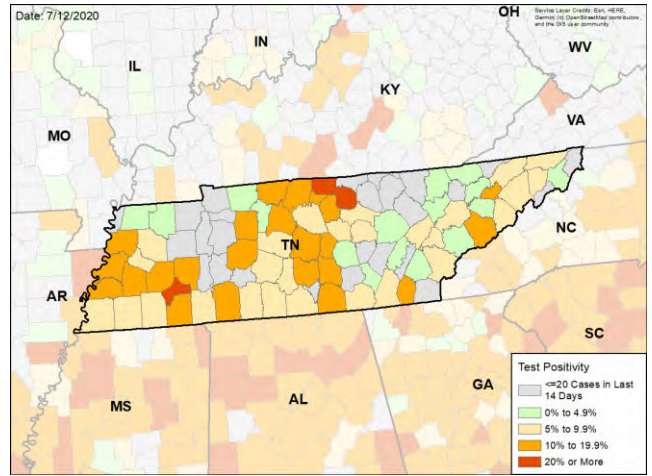 Date: 7/12/2020
Service Layer Credits: Esri, HERE,
Garmin, (c) OpenStreetMap contributors,
and the GIS user community
OH
IN
WV
IL
KY
MO
VA
TN
NC
AR
SC
MS
AL
GA
Test Positivity
<=20 Cases in Last
14 Days
0% to 4.9%
5% to 9.9%
10% to 19.9%
20% or More